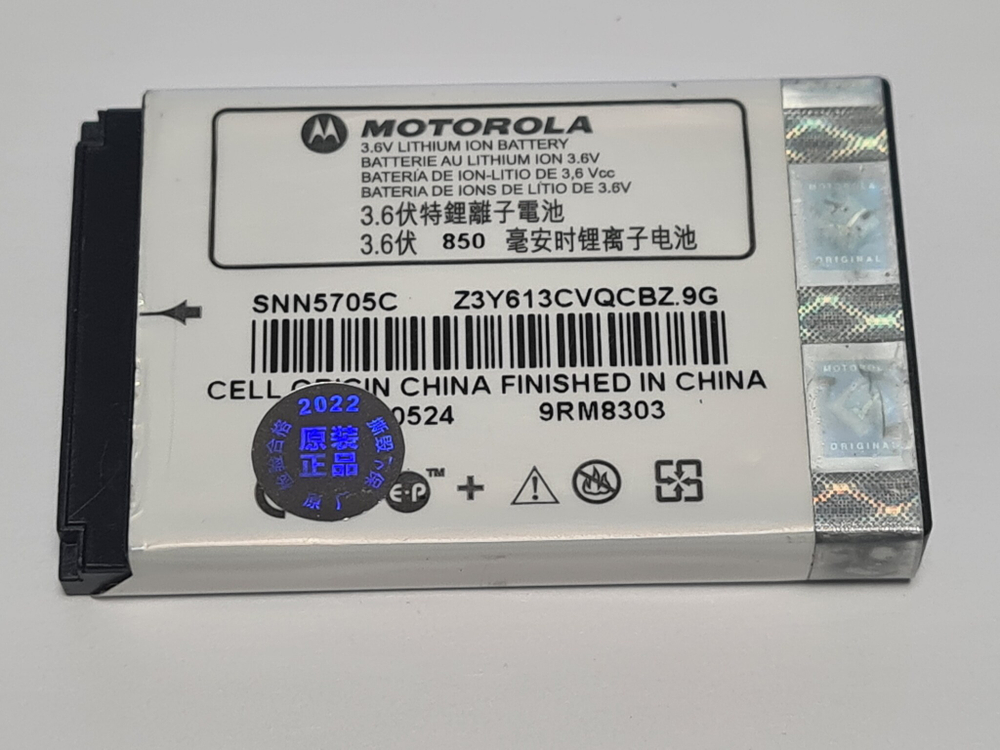 MOTOROLA
3.6V LITHIUM ION BATTERY
BATTERIE AU LITHIUM ION 3.6V
BATERÍA DE ION-LITIO DE 3,6 Vcc
BATERIA DE IONS DE LÍTIO DE 3.6V
3.6伏特鋰離子電池
3.6伏 850 毫安时锂离子电池
SNN5705C Z3Y613CVQCBZ.9G
CELL ORIGIN CHINA FINISHED IN CHINA
0524 9RM8303
2022
原装
正品
E-P™ +
ORIGINAL
ORIGINAL